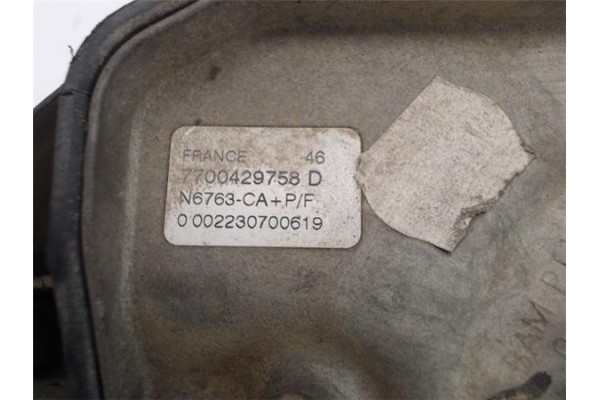 FRANCE 46
7700429758 D
N6763-CA+P/F
0 002230700619